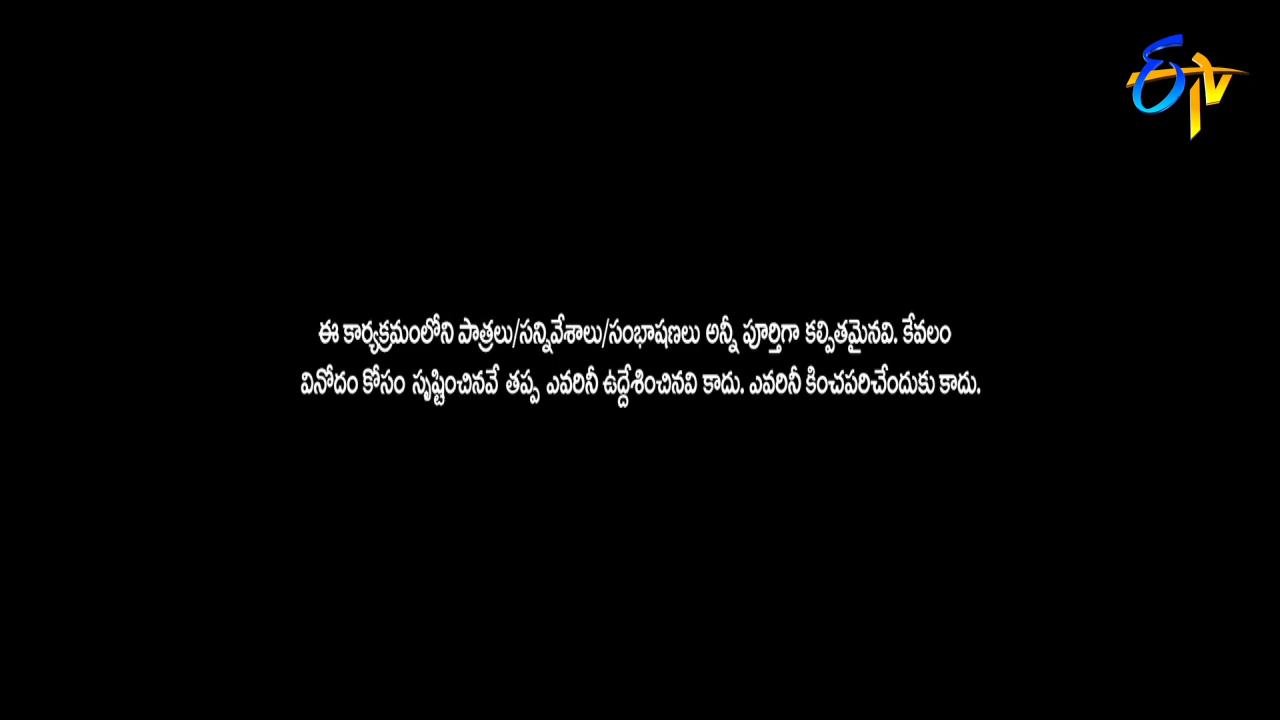 ETV
ఈ కార్యక్రమంలోని పాత్రలు/సన్నివేశాలు/సంభాషణలు అన్నీ పూర్తిగా కల్పితమైనవి. కేవలం
వినోదం కోసం సృష్టించినవే తప్ప ఎవరినీ ఉద్దేశించినవి కాదు. ఎవరినీ కించపరిచేందుకు కాదు.